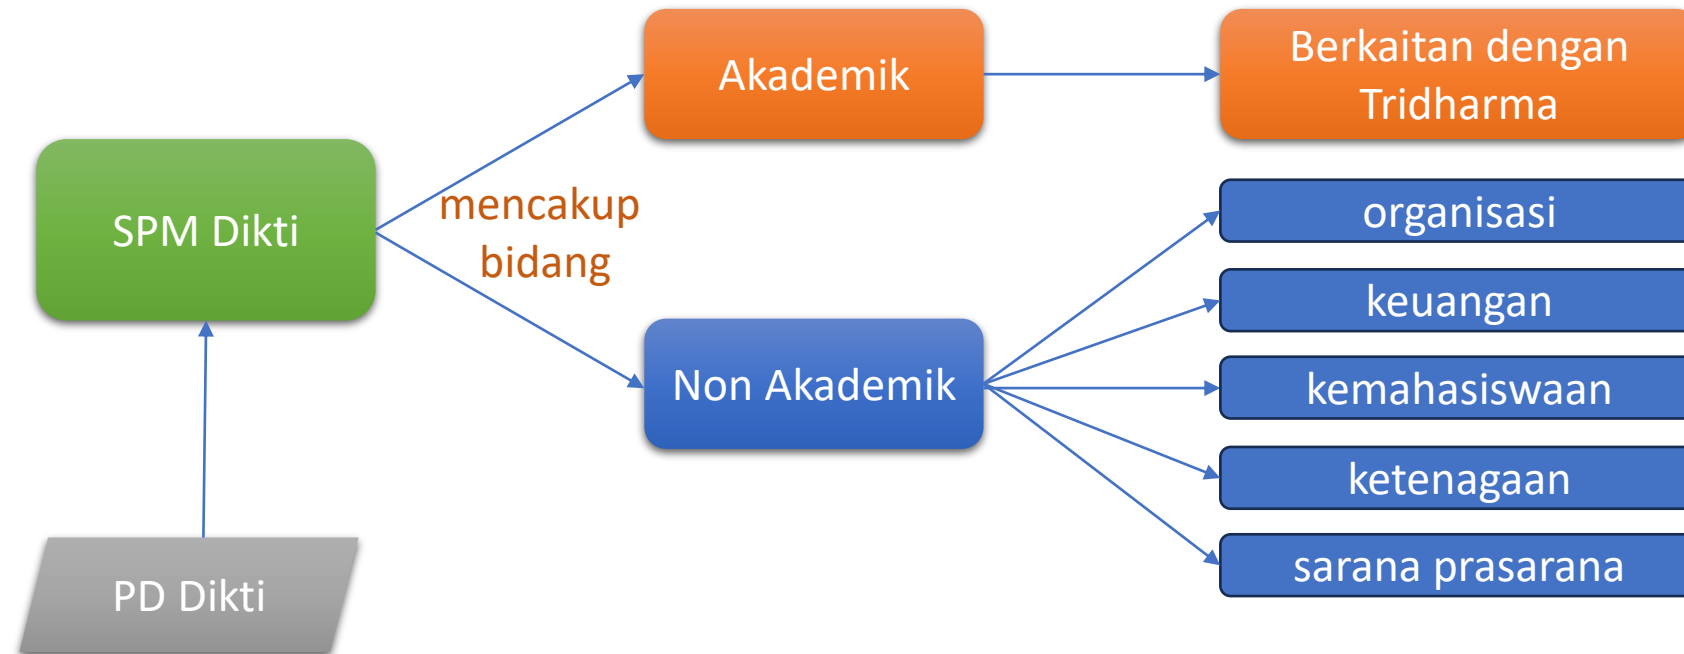 Akademik
Berkaitan dengan
Tridharma
SPM Dikti
mencakup
bidang
organisasi
keuangan
Non Akademik
kemahasiswaan
ketenagaan
sarana prasarana
PD Dikti